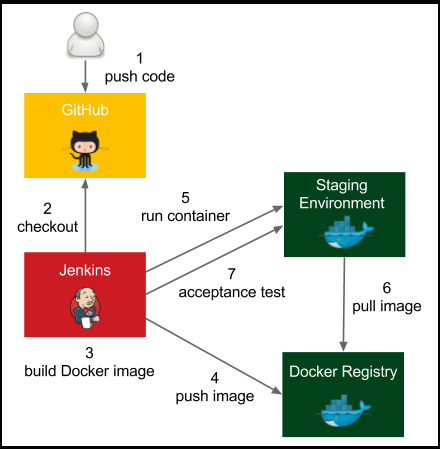 1
push code
GitHub
2
checkout
5
run container
Staging
Environment
Jenkins
7
acceptance test
6
pull image
3
build Docker image
4
push image
Docker Registry